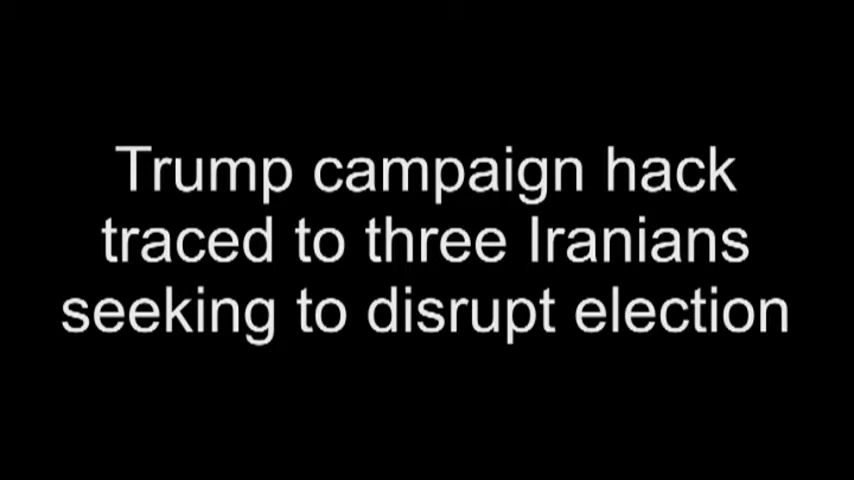 Trump campaign hack
traced to three Iranians
seeking to disrupt election